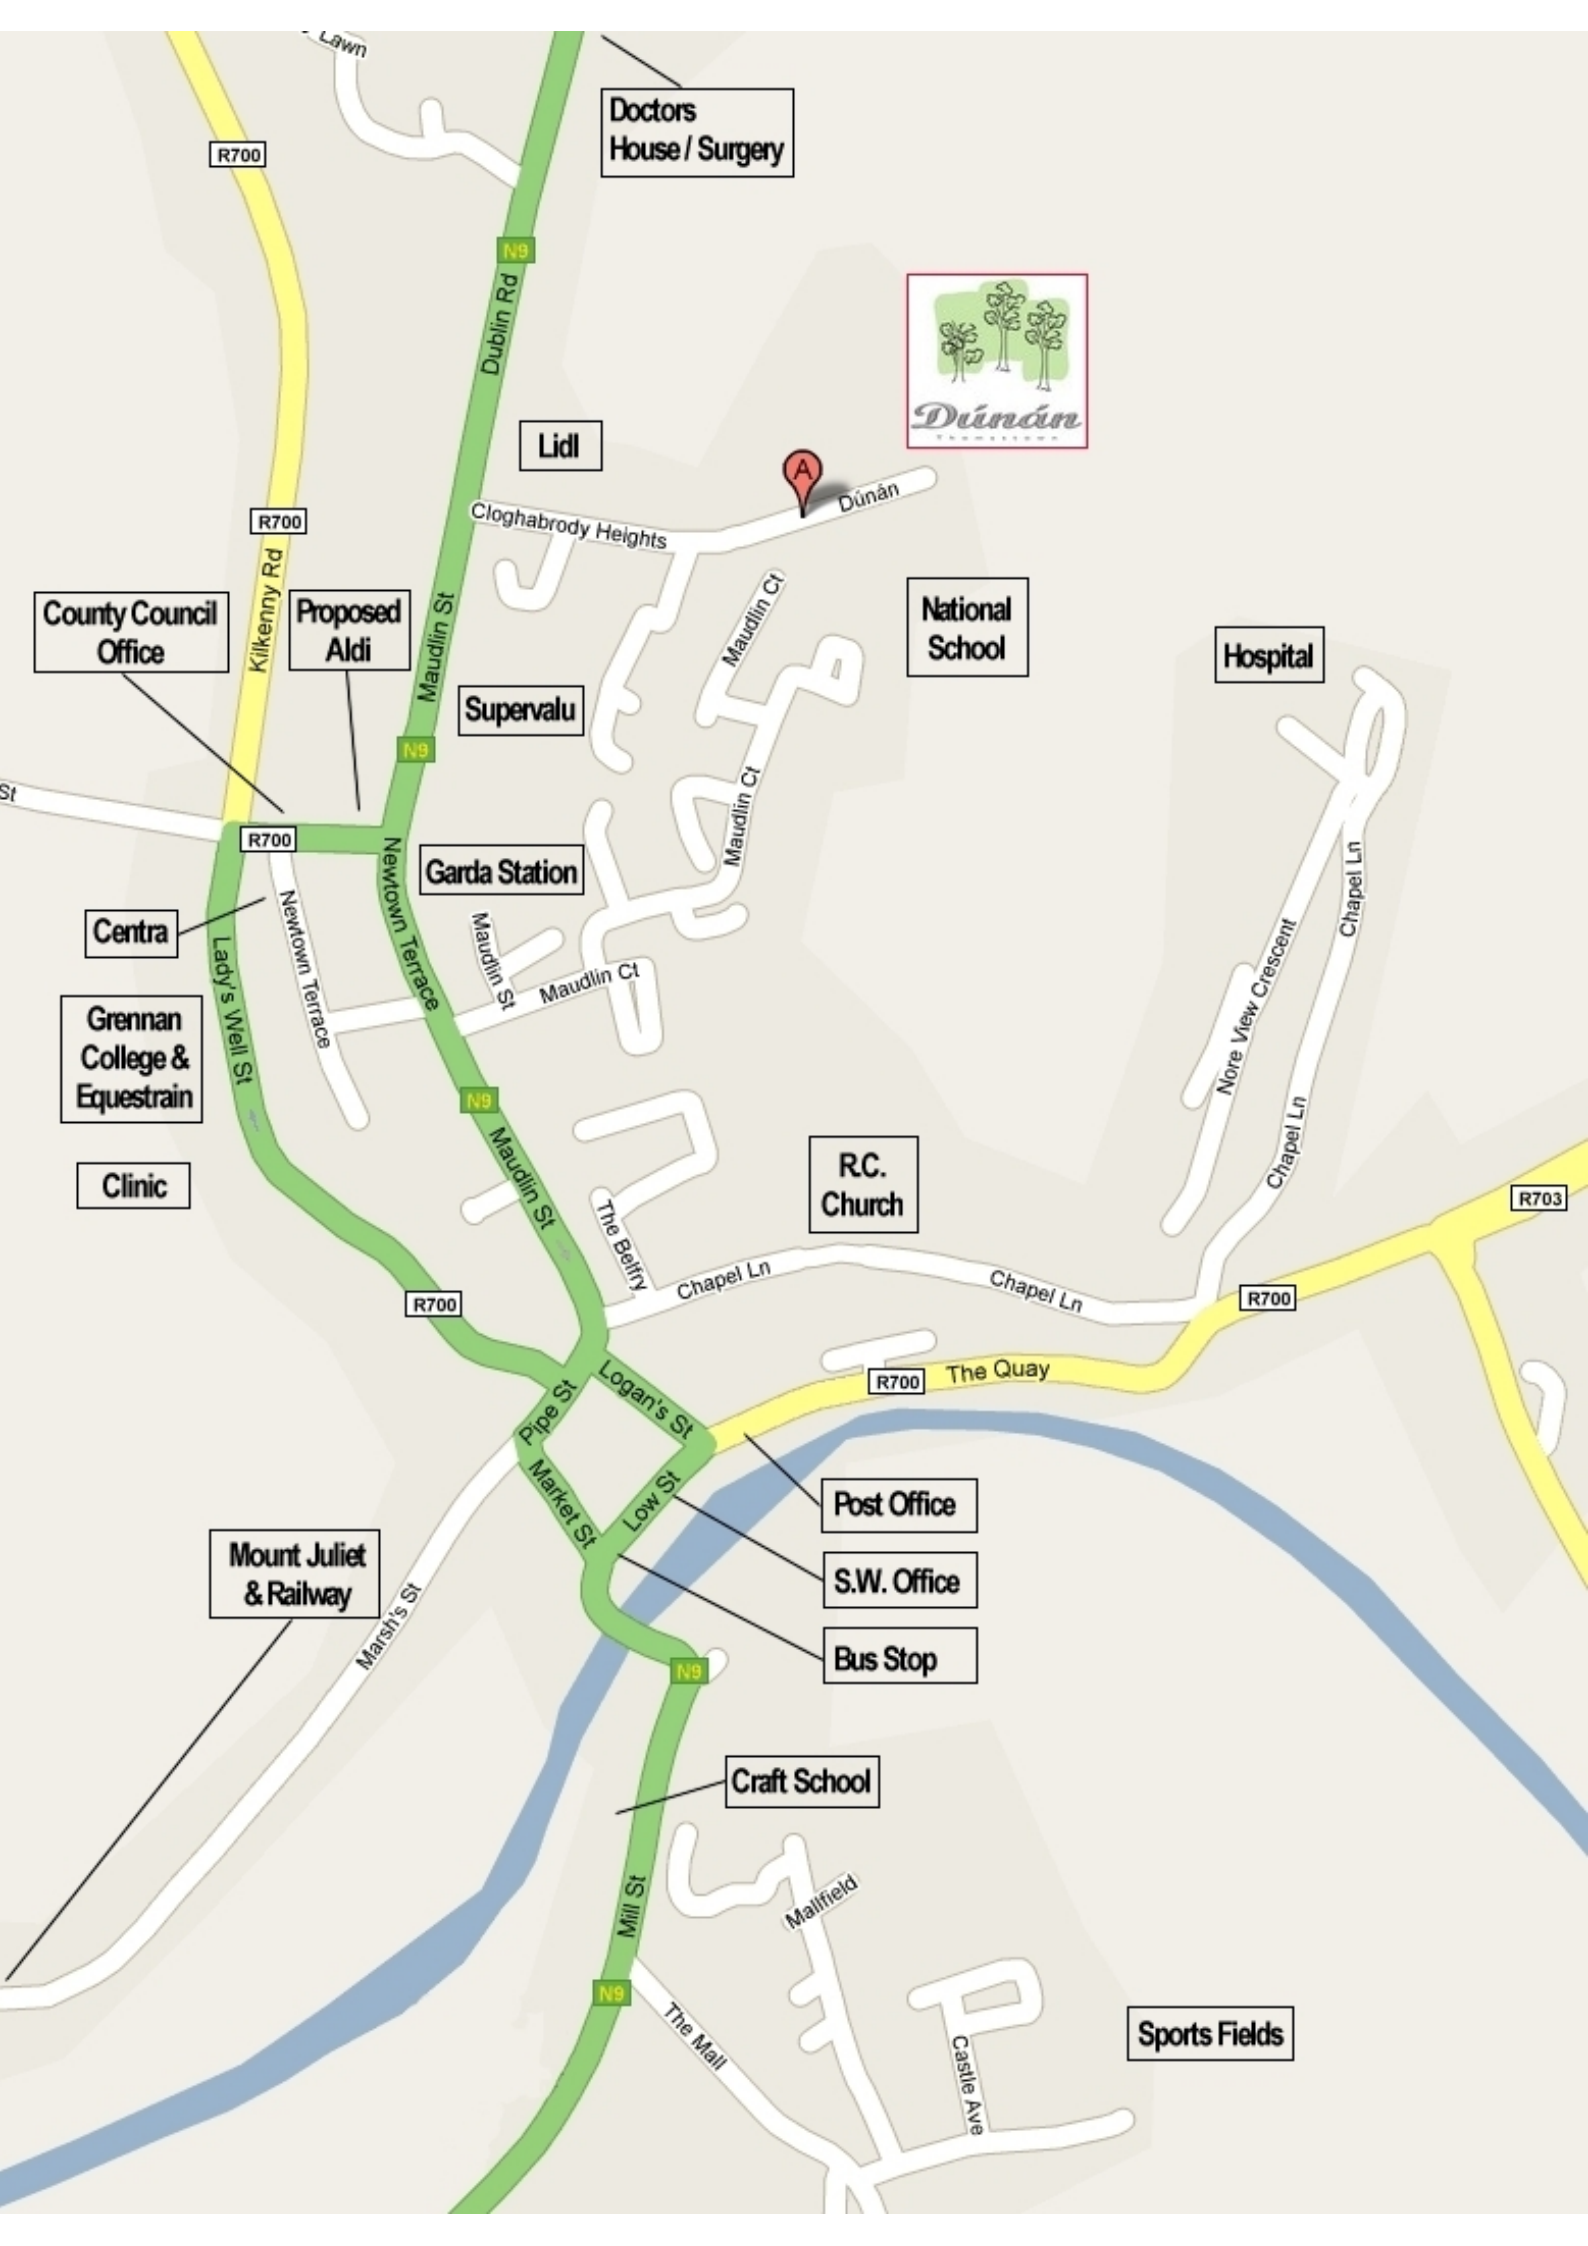 Lawn
Doctors
House / Surgery
R700
N9
Dublin Rd
Dúnán
Thomastown
Lidl
A
Dúnán
Cloghabrody Heights
R700
Kilkenny Rd
Maudlin St
Maudlin Ct
National
School
County Council
Office
Proposed
Aldi
Hospital
Supervalu
N9
Maudlin Ct
St
R700
Newtown Terrace
Garda Station
Chapel Ln
Centra
Newtown Terrace
Maudlin St
Maudlin Ct
Nore View Crescent
Lady's Well St
Grennan
College &
Equestrain
N9
Chapel Ln
Maudlin St
R.C.
Church
Clinic
R703
The Belfry
Chapel Ln
Chapel Ln
R700
R700
The Quay
R700
Logan's St
Pipe St
Market St
Low St
Post Office
Mount Juliet
& Railway
S.W. Office
Marsh's St
Bus Stop
N9
Craft School
Mill St
Mallfield
N9
The Mall
Castle Ave
Sports Fields